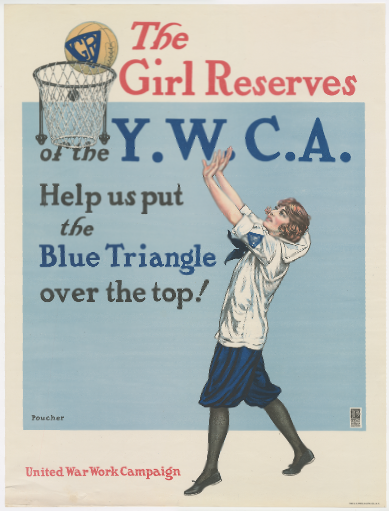 GR
The
Girl Reserves
of the Y.W.C.A.
Help us put
the
Blue Triangle
over the top!
Poucher
United War Work Campaign